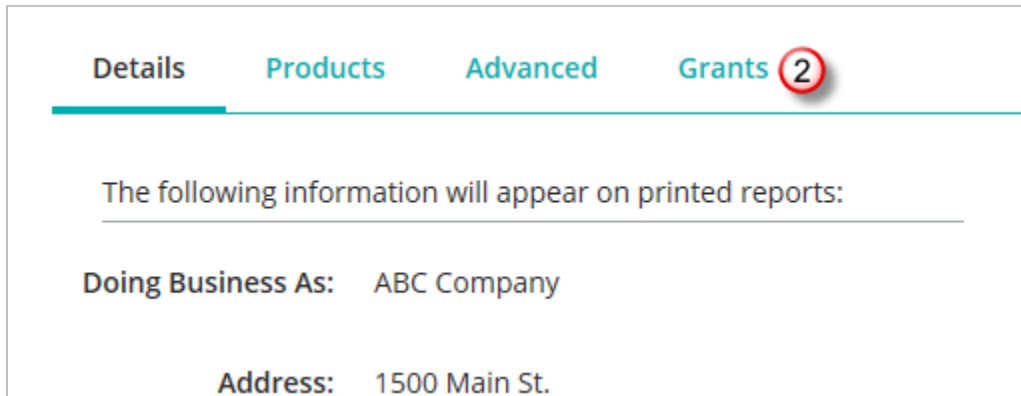 Details Products Advanced Grants 2
The following information will appear on printed reports:
Doing Business As: ABC Company
Address: 1500 Main St.